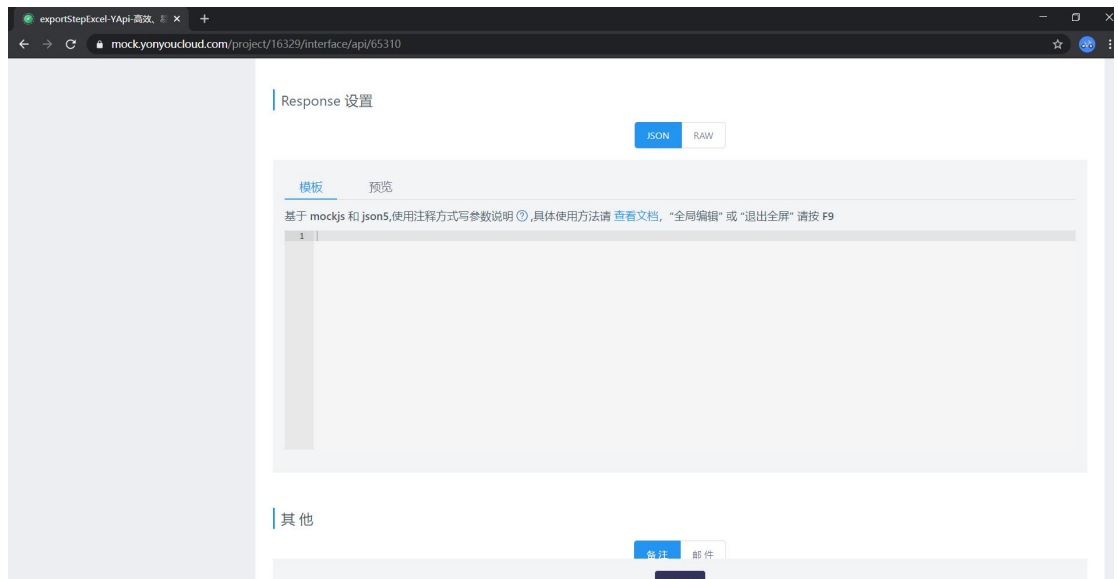 exportStepExcel-YApi-高效、易
mock.yonyoucloud.com/project/16329/interface/api/65310
Response 设置
JSON RAW
模板 预览
基于 mockjs 和 json5,使用注释方式写参数说明 ,具体使用方法请 查看文档，“全局编辑” 或 “退出全屏” 请按 F9
1
其 他
备 注 邮 件